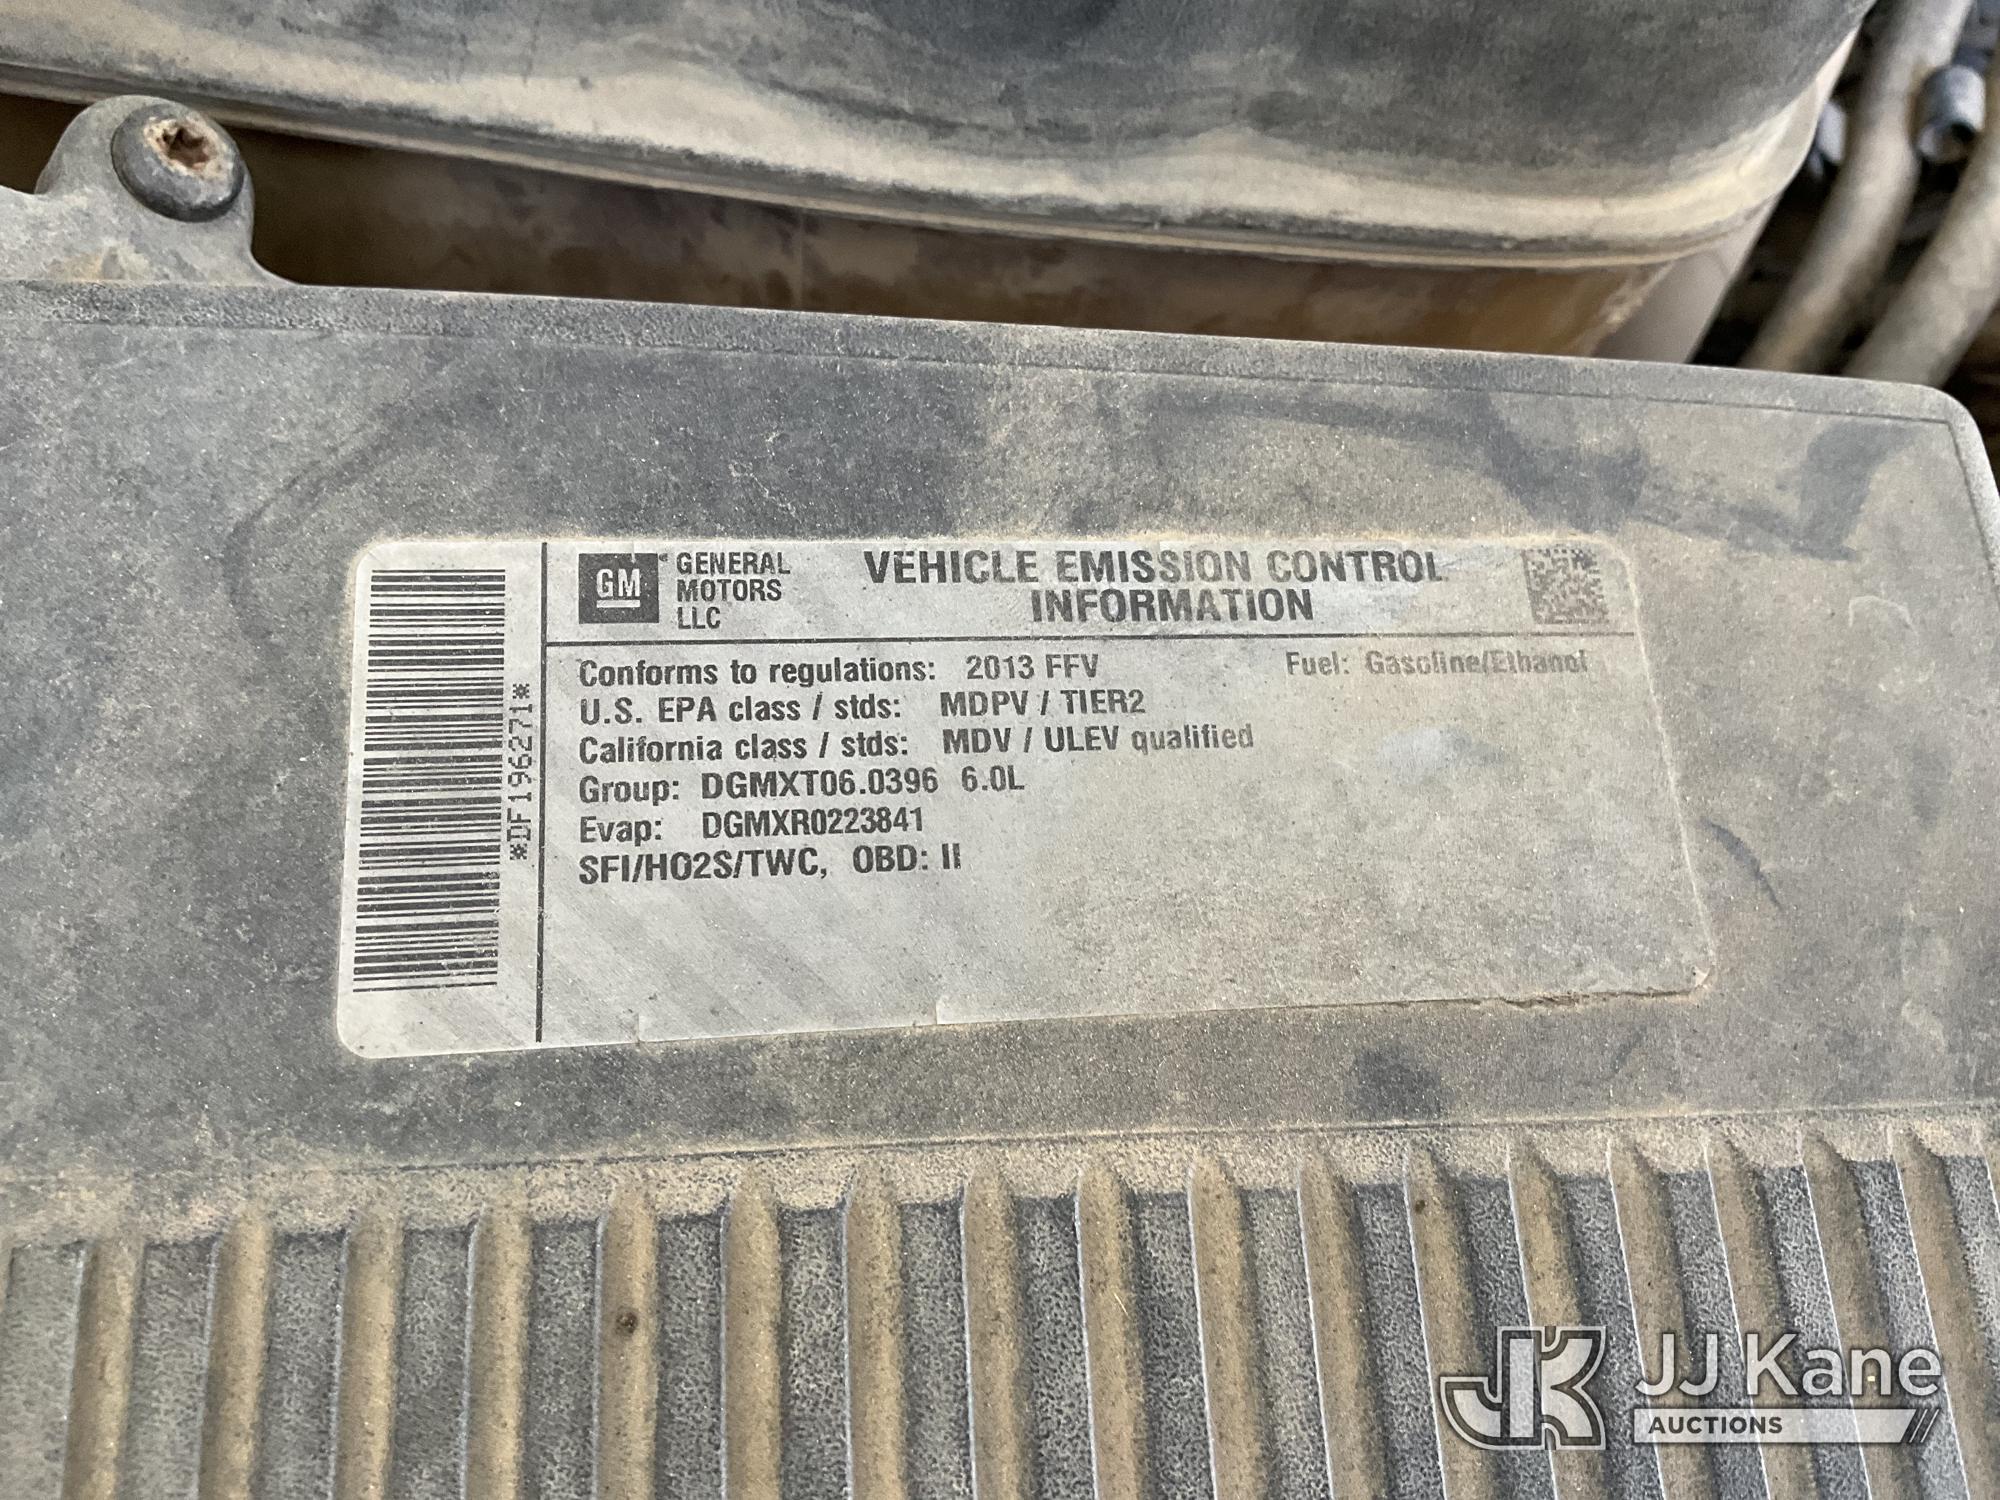 GM GENERAL MOTORS LLC
VEHICLE EMISSION CONTROL
INFORMATION
Conforms to regulations: 2013 FFV Fuel: Gasoline/Ethanol
U.S. EPA class / stds: MDPV / TIER2
California class / stds: MDV / ULEV qualified
Group: DGMXT06.0396 6.0L
Evap: DGMXR0223841
SFI/HO2S/TWC, OBD: II
*DF196271*
JK JJ Kane
AUCTIONS